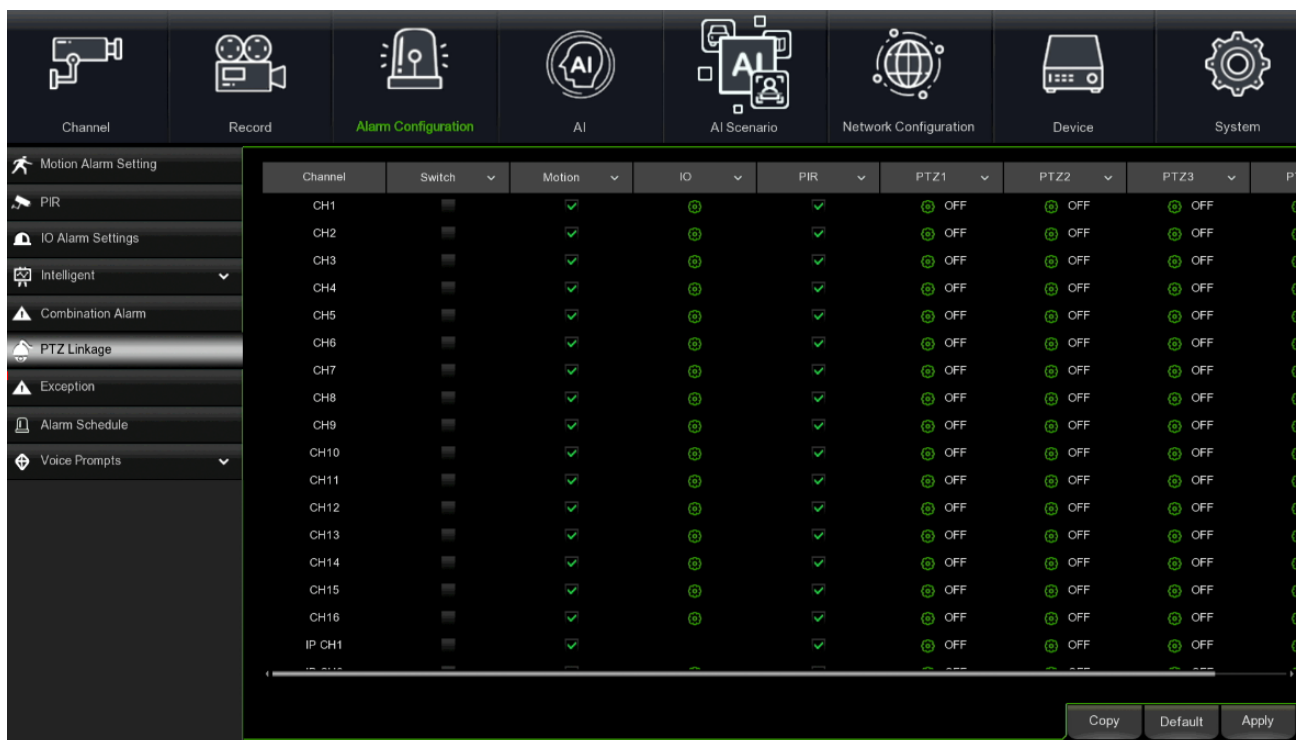 Channel Record Alarm Configuration AI AI Scenario Network Configuration Device System
Motion Alarm Setting
PIR
IO Alarm Settings
Intelligent
Combination Alarm
PTZ Linkage
Exception
Alarm Schedule
Voice Prompts
Channel Switch Motion IO PIR PTZ1 PTZ2 PTZ3
CH1 OFF OFF OFF
CH2 OFF OFF OFF
CH3 OFF OFF OFF
CH4 OFF OFF OFF
CH5 OFF OFF OFF
CH6 OFF OFF OFF
CH7 OFF OFF OFF
CH8 OFF OFF OFF
CH9 OFF OFF OFF
CH10 OFF OFF OFF
CH11 OFF OFF OFF
CH12 OFF OFF OFF
CH13 OFF OFF OFF
CH14 OFF OFF OFF
CH15 OFF OFF OFF
CH16 OFF OFF OFF
IP CH1 OFF OFF OFF
Copy Default Apply